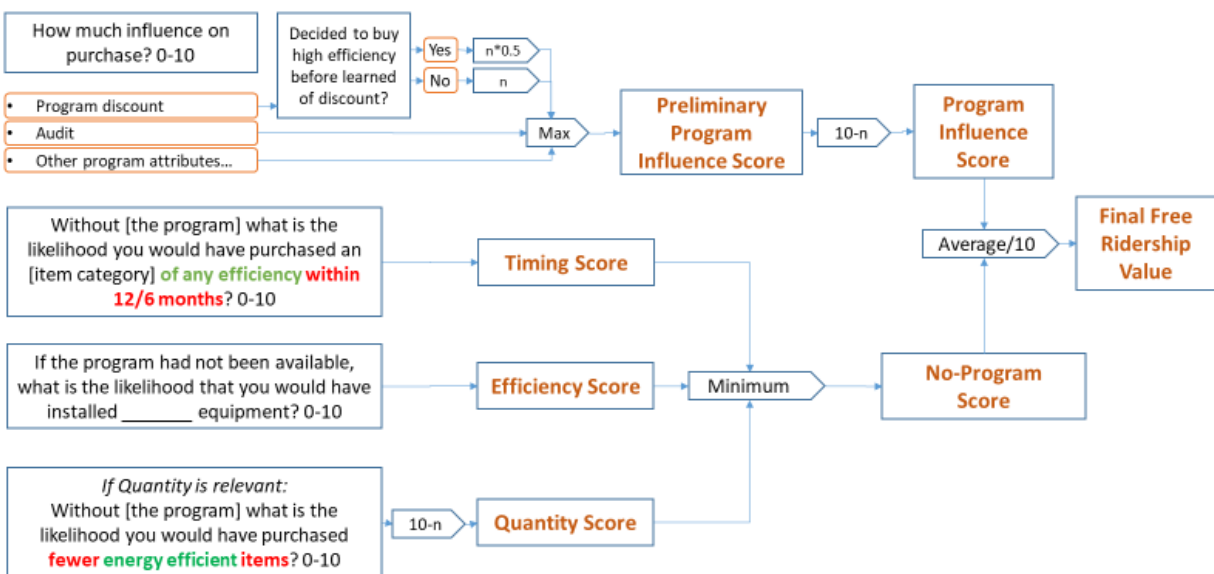 How much influence on
purchase? 0-10
Decided to buy
high efficiency
before learned
of discount?
Yes
n*0.5
No
n
• Program discount
• Audit
• Other program attributes...
Max
Preliminary
Program
Influence Score
10-n
Program
Influence
Score
Without [the program] what is the
likelihood you would have purchased an
[item category] of any efficiency within
12/6 months? 0-10
Timing Score
Average/10
Final Free
Ridership
Value
If the program had not been available,
what is the likelihood that you would have
installed _______ equipment? 0-10
Efficiency Score
Minimum
No-Program
Score
If Quantity is relevant:
Without [the program] what is the
likelihood you would have purchased
fewer energy efficient items? 0-10
10-n
Quantity Score